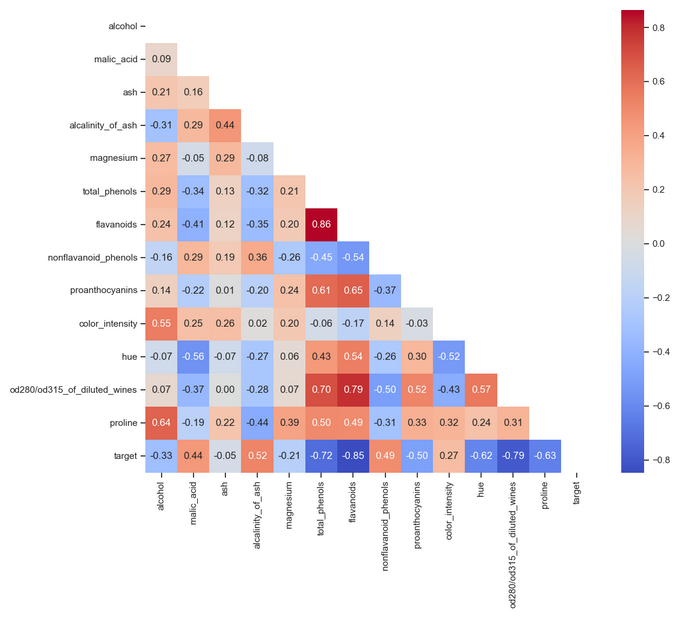 alcohol
malic_acid 0.09
ash 0.21 0.16
alcalinity_of_ash -0.31 0.29 0.44
magnesium 0.27 -0.05 0.29 -0.08
total_phenols 0.29 -0.34 0.13 -0.32 0.21
flavanoids 0.24 -0.41 0.12 -0.35 0.20 0.86
nonflavanoid_phenols -0.16 0.29 0.19 0.36 -0.26 -0.45 -0.54
proanthocyanins 0.14 -0.22 0.01 -0.20 0.24 0.61 0.65 -0.37
color_intensity 0.55 0.25 0.26 0.02 0.20 -0.06 -0.17 0.14 -0.03
hue -0.07 -0.56 -0.07 -0.27 0.06 0.43 0.54 -0.26 0.30 -0.52
od280/od315_of_diluted_wines 0.07 -0.37 0.00 -0.28 0.07 0.70 0.79 -0.50 0.52 -0.43 0.57
proline 0.64 -0.19 0.22 -0.44 0.39 0.50 0.49 -0.31 0.33 0.32 0.24 0.31
target -0.33 0.44 -0.05 0.52 -0.21 -0.72 -0.85 0.49 -0.50 0.27 -0.62 -0.79 -0.63
alcohol
malic_acid
ash
alcalinity_of_ash
magnesium
total_phenols
flavanoids
nonflavanoid_phenols
proanthocyanins
color_intensity
hue
od280/od315_of_diluted_wines
proline
target
0.8
0.6
0.4
0.2
0.0
-0.2
-0.4
-0.6
-0.8